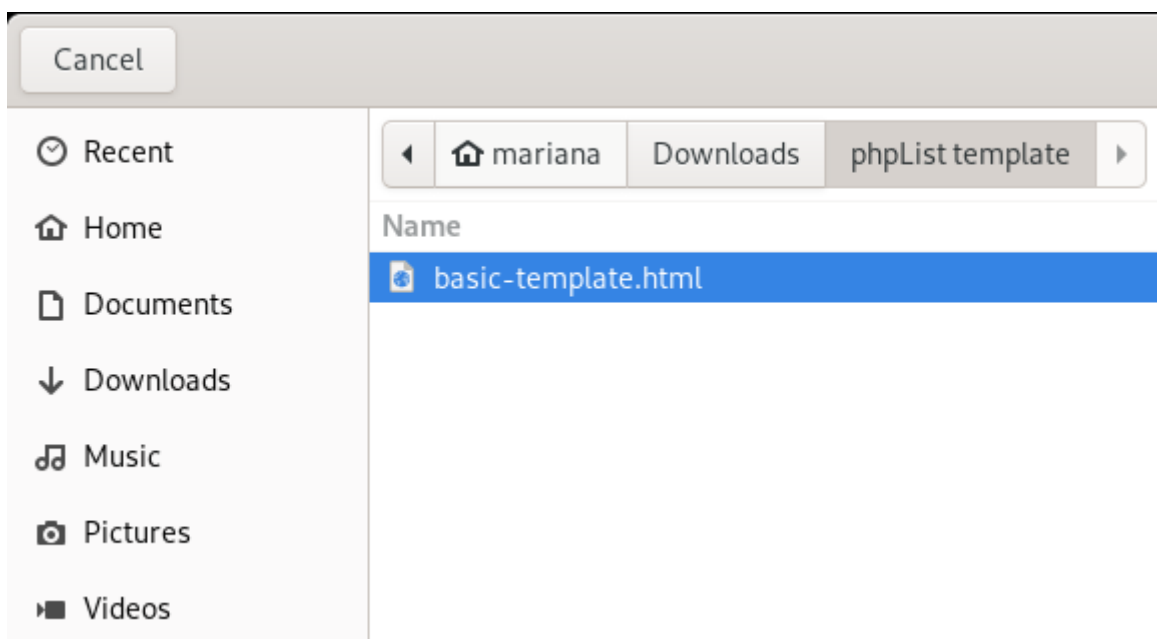 Cancel
Recent
Home
Documents
Downloads
Music
Pictures
Videos
mariana Downloads phpList template
Name
basic-template.html